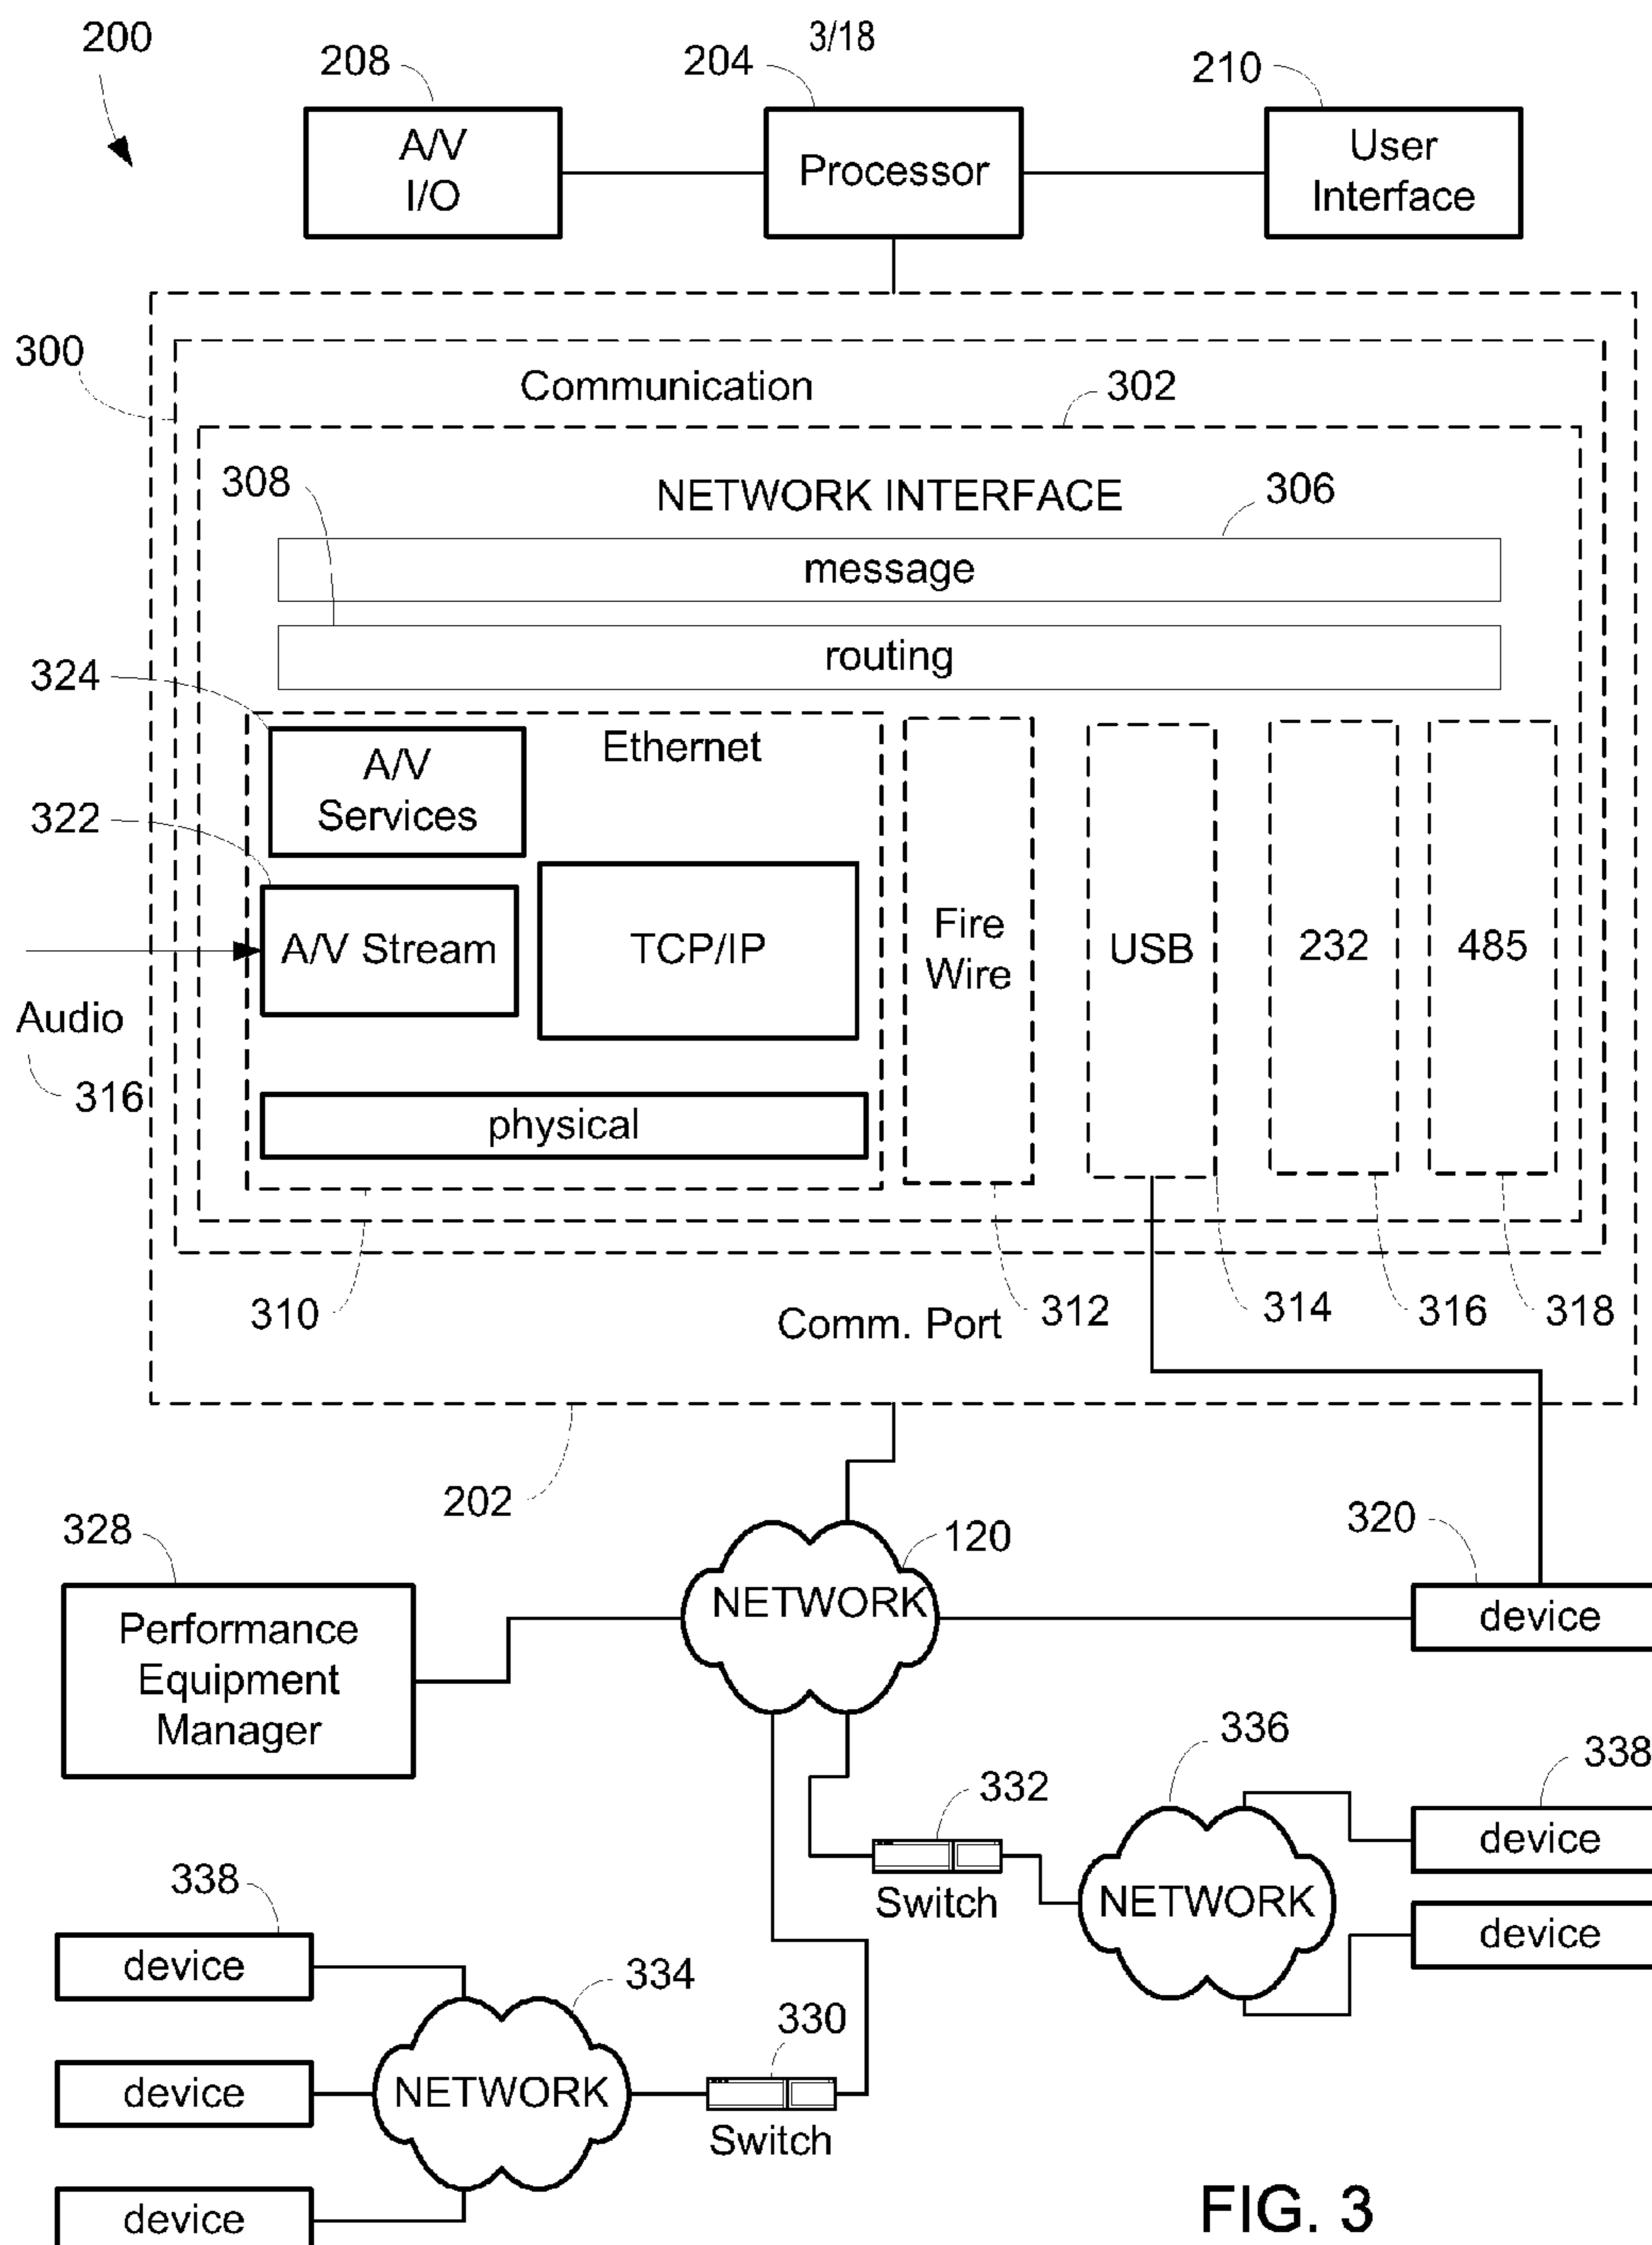 3/18
200
208
204
210
A/V
I/O
Processor
User
Interface
300
Communication
302
308
NETWORK INTERFACE
306
message
routing
324
A/V
Services
Ethernet
322
A/V Stream
TCP/IP
Fire
Wire
USB
232
485
Audio
316
physical
310
Comm. Port
312
314
316
318
202
328
120
320
Performance
Equipment
Manager
NETWORK
device
336
338
332
device
Switch
NETWORK
device
338
device
334
330
device
NETWORK
Switch
device
FIG. 3